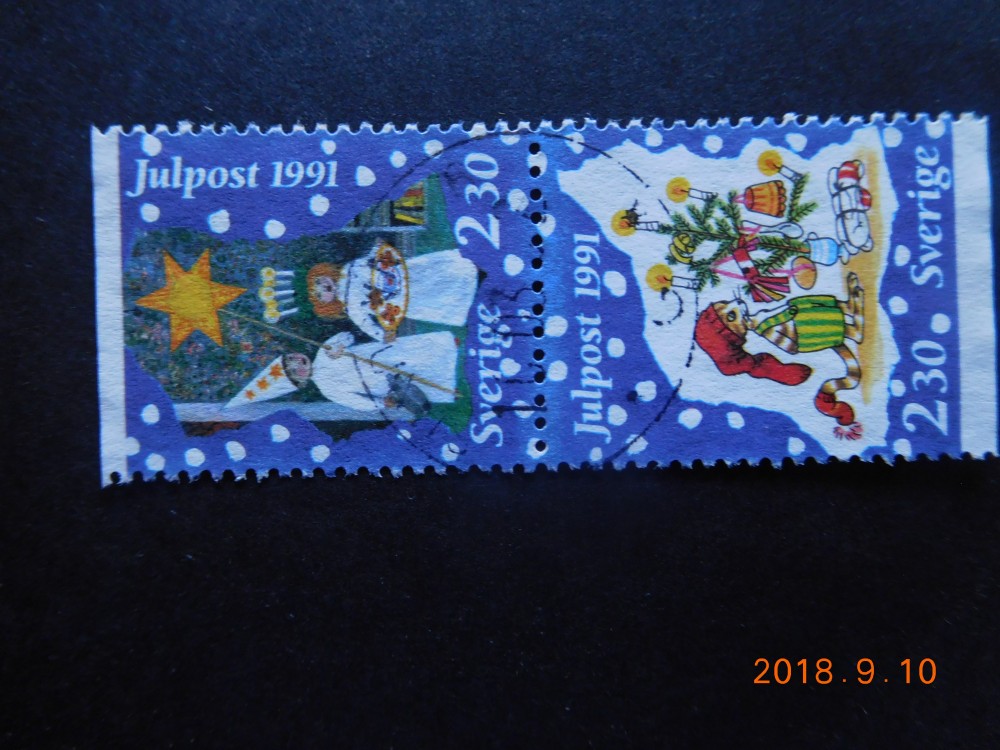 Julpost 1991
Sverige 2.30
Julpost 1991
2.30 Sverige
2018.9.10